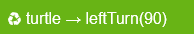 ♻ turtle → leftTurn(90)